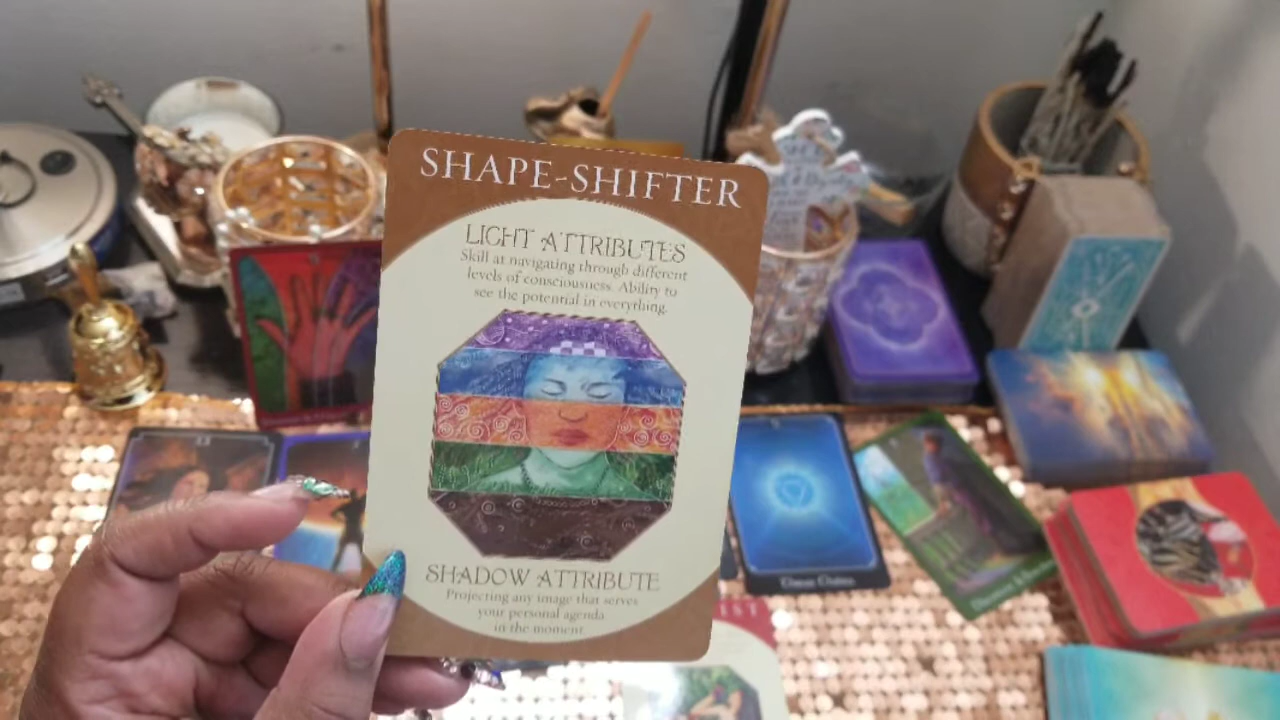 SHAPE-SHIFTER
LIGHT ATTRIBUTES
Skill at navigating through different
levels of consciousness. Ability to
see the potential in everything.
SHADOW ATTRIBUTE
Projecting any image that serves
your personal agenda
in the moment
IST